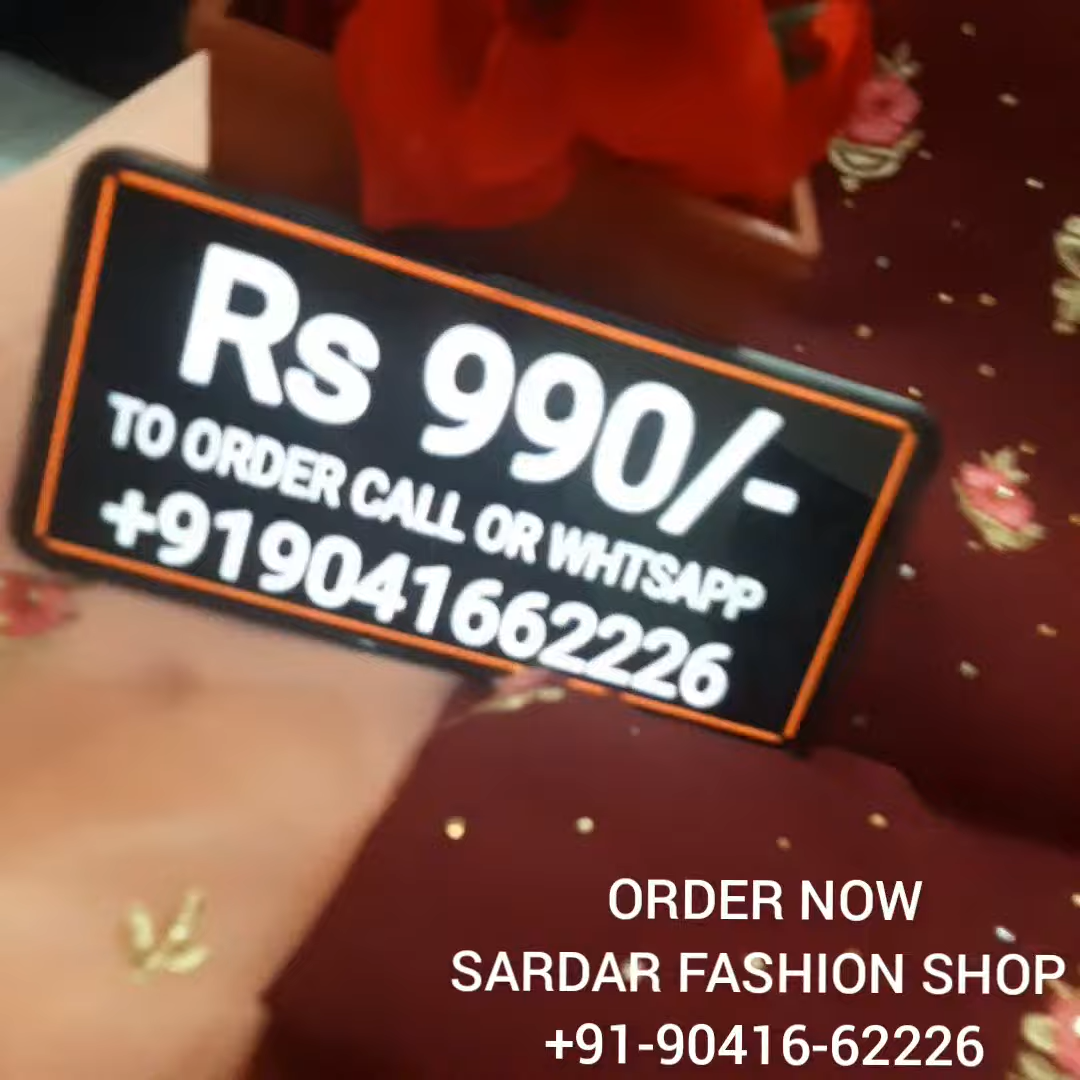 Rs 990/-
TO ORDER CALL OR WHTSAPP
+919041662226
ORDER NOW
SARDAR FASHION SHOP
+91-90416-62226